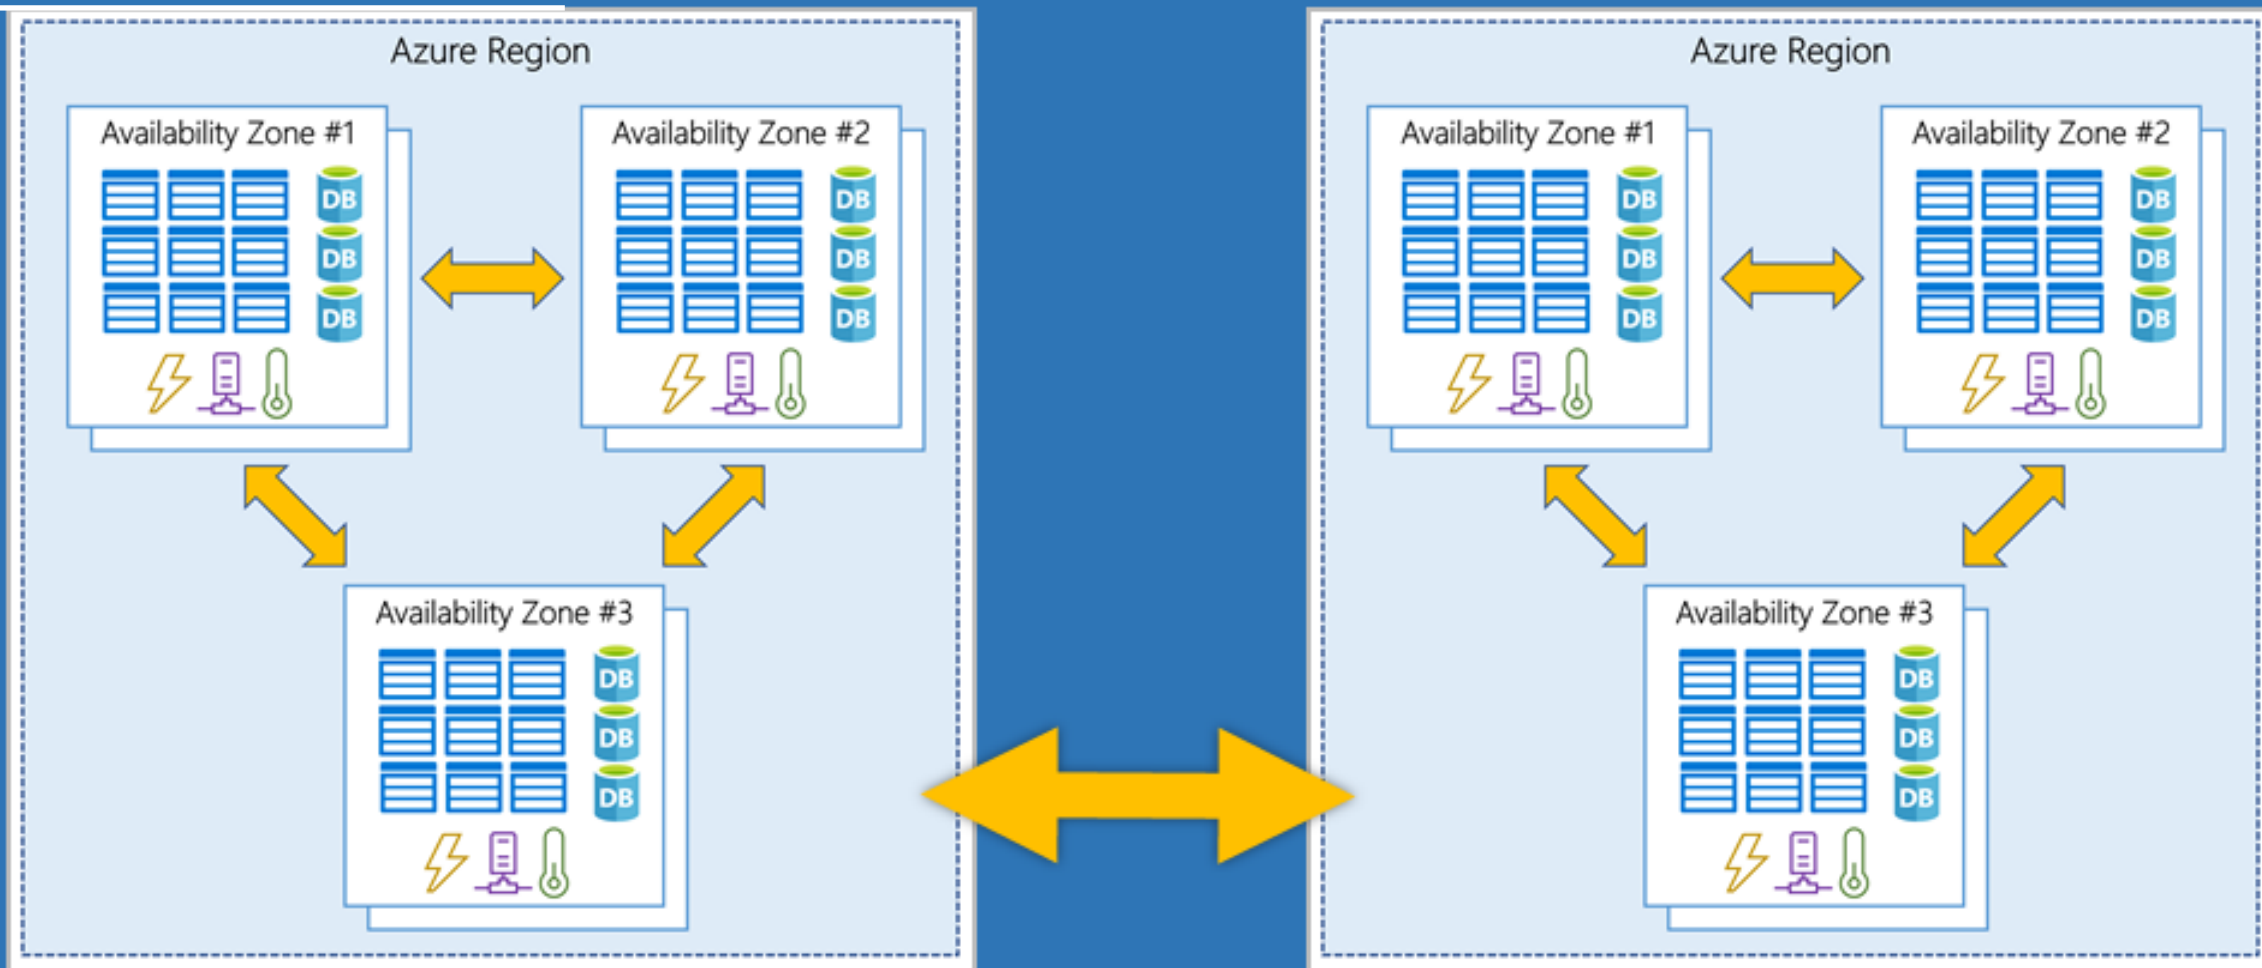 Azure Region
Availability Zone #1
DB
DB
DB
Availability Zone #2
DB
DB
DB
Availability Zone #3
DB
DB
DB
Azure Region
Availability Zone #1
DB
DB
DB
Availability Zone #2
DB
DB
DB
Availability Zone #3
DB
DB
DB